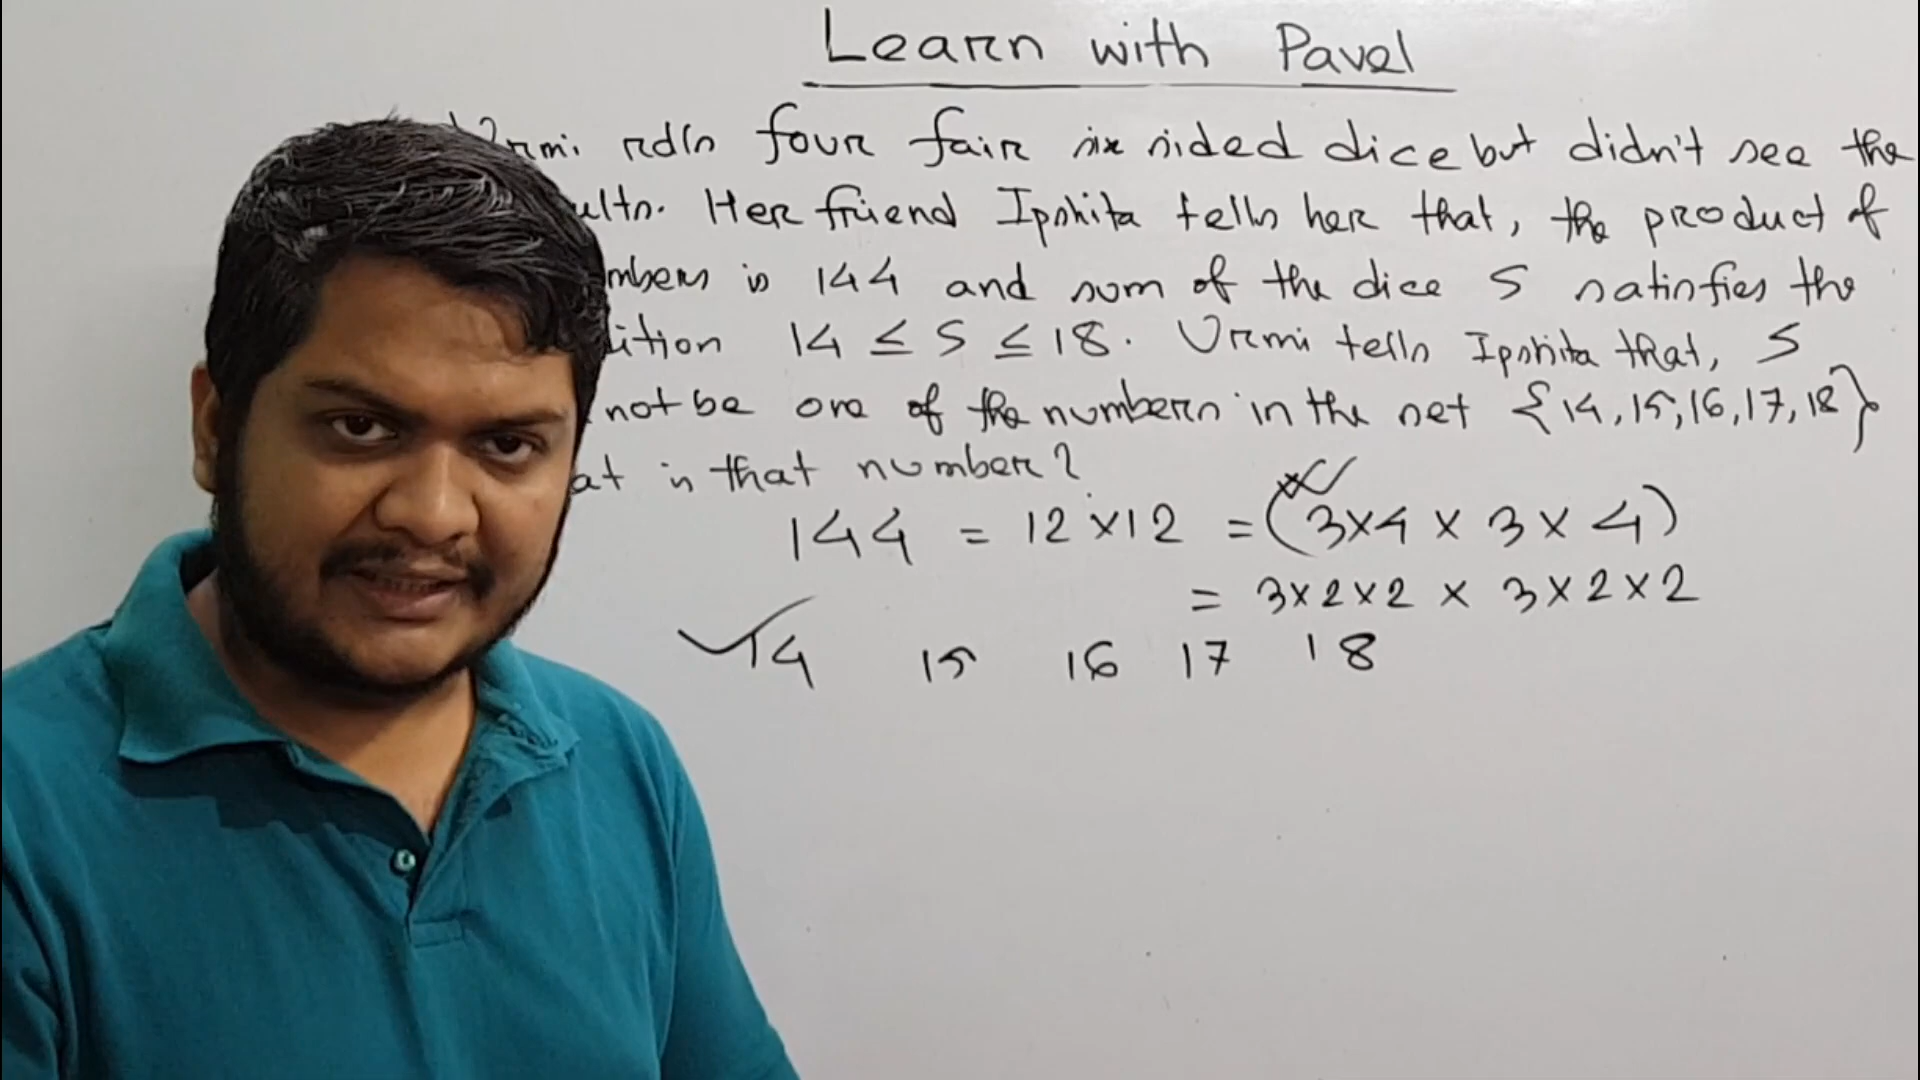 Learn with Pavel
rolls four fair six sided dice but didn't see the
Her friend Ipshita tells her that, the product of
is 144 and sum of the dice S satisfies the
14 ≤ S ≤ 18. Urmi tells Ipshita that, S
not be one of the numbers in the set {14, 15, 16, 17, 18}
is that number?
144 = 12 × 12 = (3×4 × 3 × 4)
= 3×2×2 × 3×2×2
14 15 16 17 18